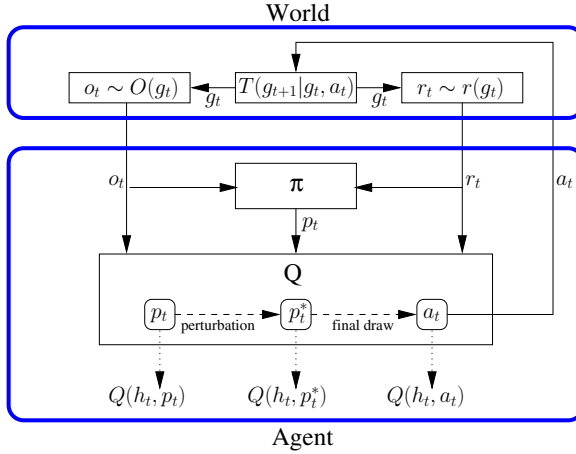 World
o_t ∼ O(g_t)
g_t
T(g_{t+1}|g_t, a_t)
g_t
r_t ∼ r(g_t)
o_t
π
r_t
a_t
p_t
Q
p_t
perturbation
p_t^*
final draw
a_t
Q(h_t, p_t)
Q(h_t, p_t^*)
Q(h_t, a_t)
Agent